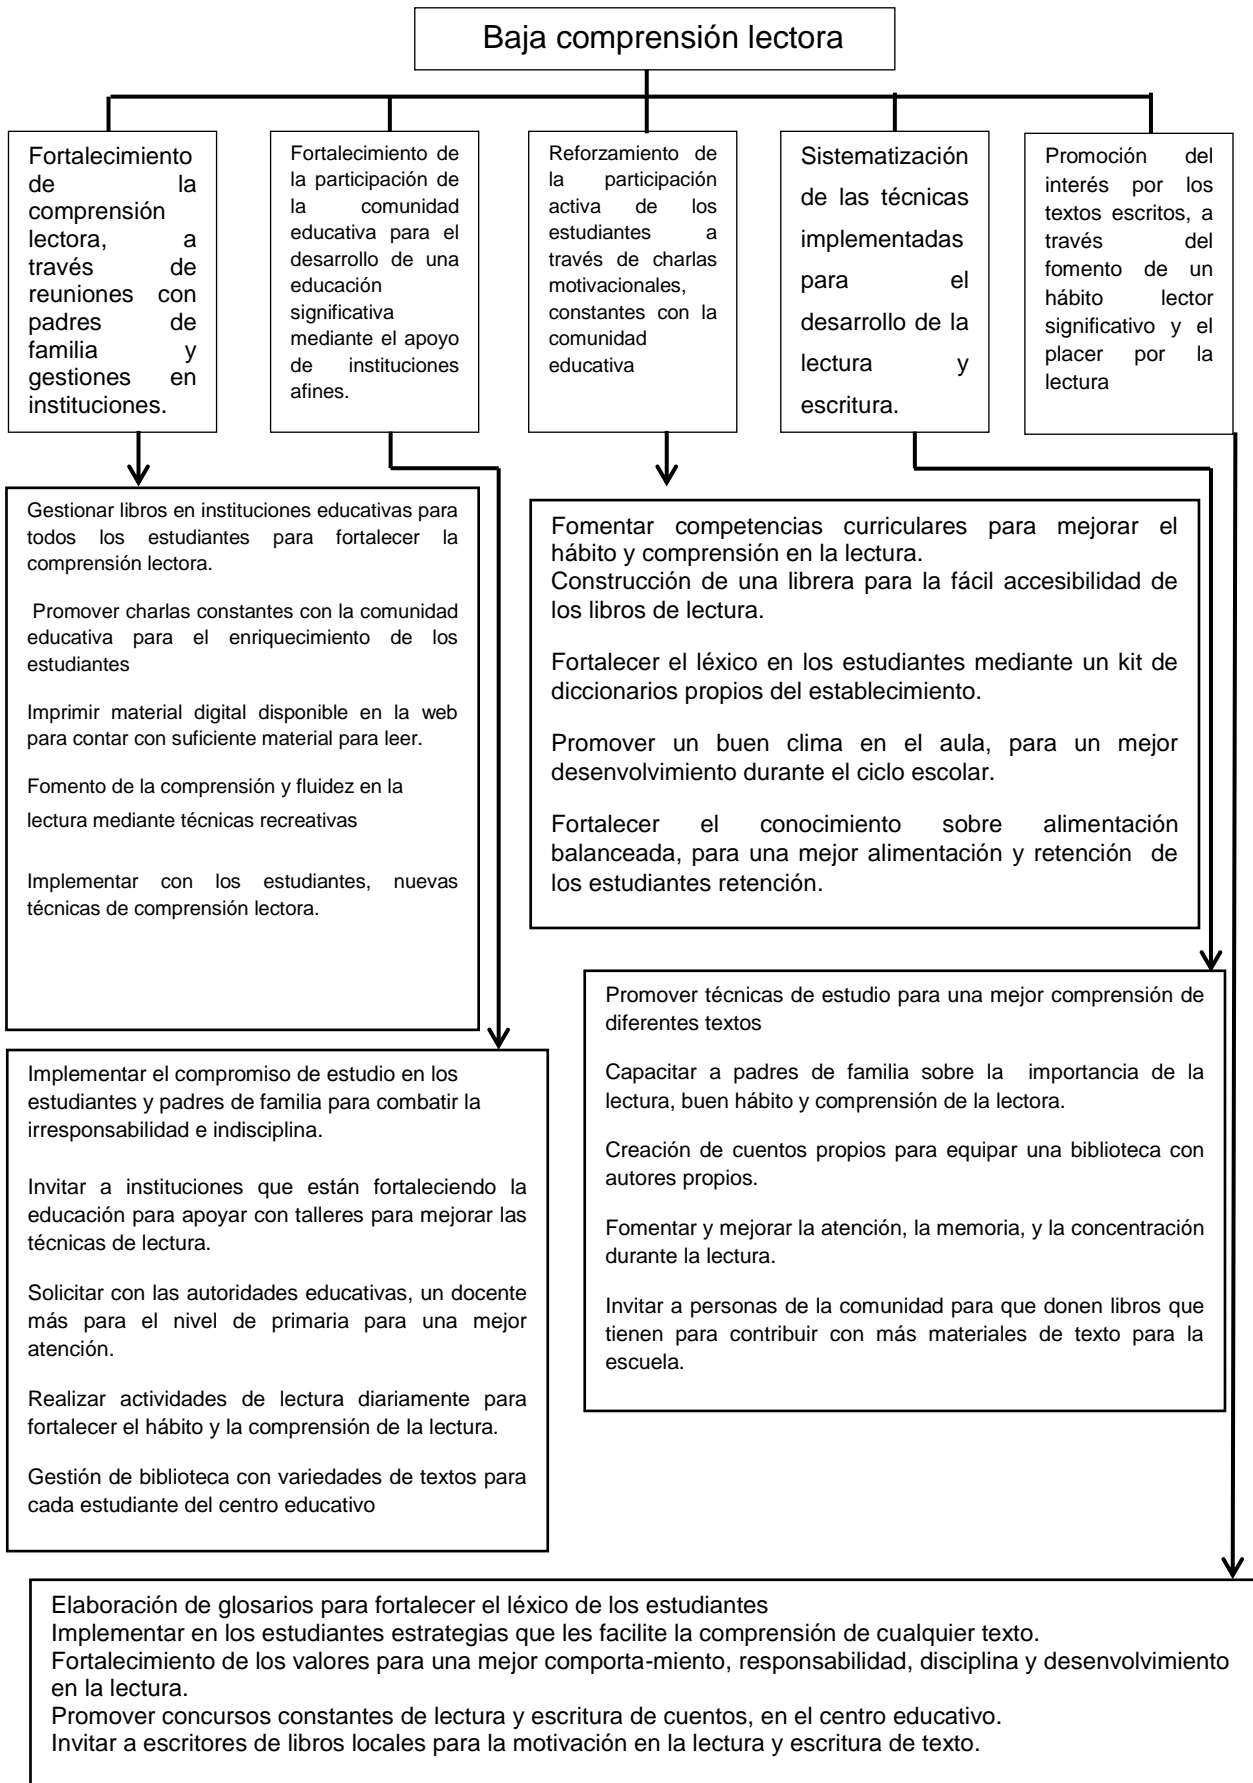 Baja comprensión lectora
Fortalecimiento
de la
comprensión
lectora, a
través de
reuniones con
padres de
familia y
gestiones en
instituciones.
Fortalecimiento de
la participación de
la comunidad
educativa para el
desarrollo de una
educación
significativa
mediante el apoyo
de instituciones
afines.
Reforzamiento de
la participación
activa de los
estudiantes a
través de charlas
motivacionales,
constantes con la
comunidad
educativa
Sistematización
de las técnicas
implementadas
para el
desarrollo de la
lectura y
escritura.
Promoción del
interés por los
textos escritos, a
través del
fomento de un
hábito lector
significativo y el
placer por la
lectura
Gestionar libros en instituciones educativas para
todos los estudiantes para fortalecer la
comprensión lectora.
Promover charlas constantes con la comunidad
educativa para el enriquecimiento de los
estudiantes
Imprimir material digital disponible en la web
para contar con suficiente material para leer.
Fomento de la comprensión y fluidez en la
lectura mediante técnicas recreativas
Implementar con los estudiantes, nuevas
técnicas de comprensión lectora.
Fomentar competencias curriculares para mejorar el
hábito y comprensión en la lectura.
Construcción de una librera para la fácil accesibilidad de
los libros de lectura.
Fortalecer el léxico en los estudiantes mediante un kit de
diccionarios propios del establecimiento.
Promover un buen clima en el aula, para un mejor
desenvolvimiento durante el ciclo escolar.
Fortalecer el conocimiento sobre alimentación
balanceada, para una mejor alimentación y retención de
los estudiantes retención.
Implementar el compromiso de estudio en los
estudiantes y padres de familia para combatir la
irresponsabilidad e indisciplina.
Invitar a instituciones que están fortaleciendo la
educación para apoyar con talleres para mejorar las
técnicas de lectura.
Solicitar con las autoridades educativas, un docente
más para el nivel de primaria para una mejor
atención.
Realizar actividades de lectura diariamente para
fortalecer el hábito y la comprensión de la lectura.
Gestión de biblioteca con variedades de textos para
cada estudiante del centro educativo
Promover técnicas de estudio para una mejor comprensión de
diferentes textos
Capacitar a padres de familia sobre la importancia de la
lectura, buen hábito y comprensión de la lectora.
Creación de cuentos propios para equipar una biblioteca con
autores propios.
Fomentar y mejorar la atención, la memoria, y la concentración
durante la lectura.
Invitar a personas de la comunidad para que donen libros que
tienen para contribuir con más materiales de texto para la
escuela.
Elaboración de glosarios para fortalecer el léxico de los estudiantes
Implementar en los estudiantes estrategias que les facilite la comprensión de cualquier texto.
Fortalecimiento de los valores para una mejor comporta-miento, responsabilidad, disciplina y desenvolvimiento
en la lectura.
Promover concursos constantes de lectura y escritura de cuentos, en el centro educativo.
Invitar a escritores de libros locales para la motivación en la lectura y escritura de texto.